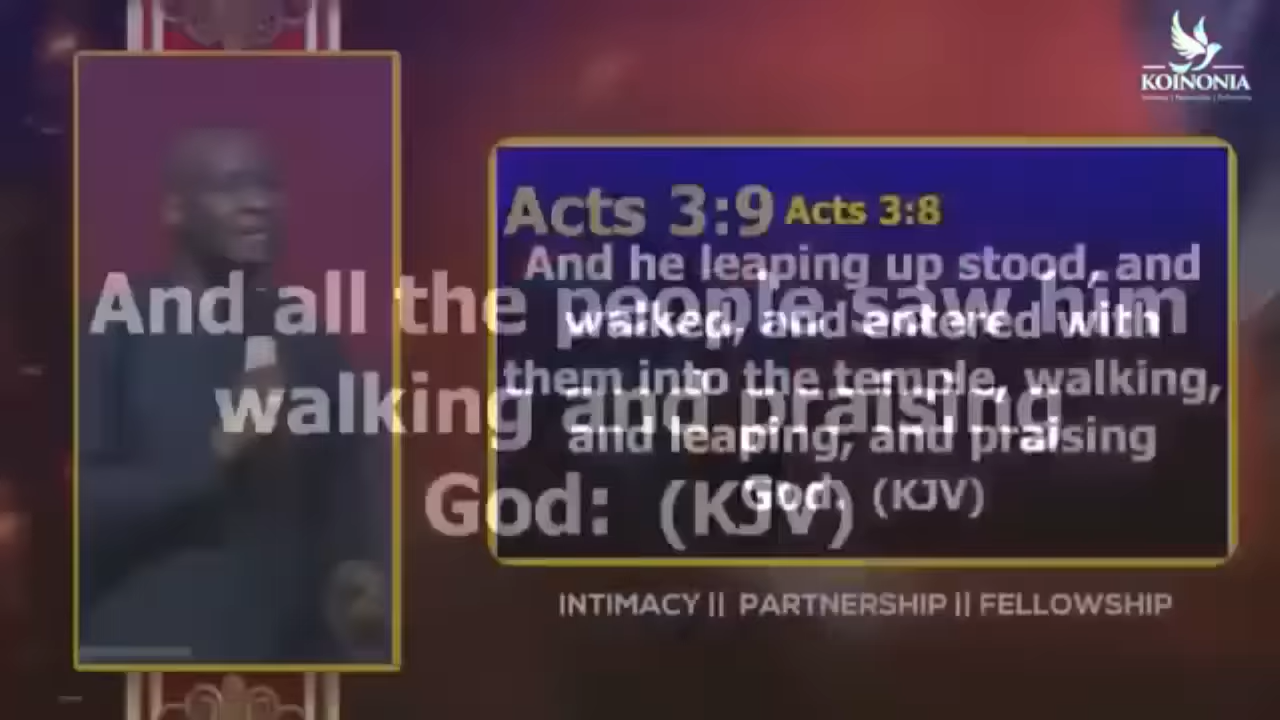 KOINONIA
Acts 3:9
And all the people saw him
walking and praising
God: (KJV)
Acts 3:8
And he leaping up stood, and
walked, and entered with
them into the temple, walking,
and leaping, and praising
God. (KJV)
INTIMACY || PARTNERSHIP || FELLOWSHIP